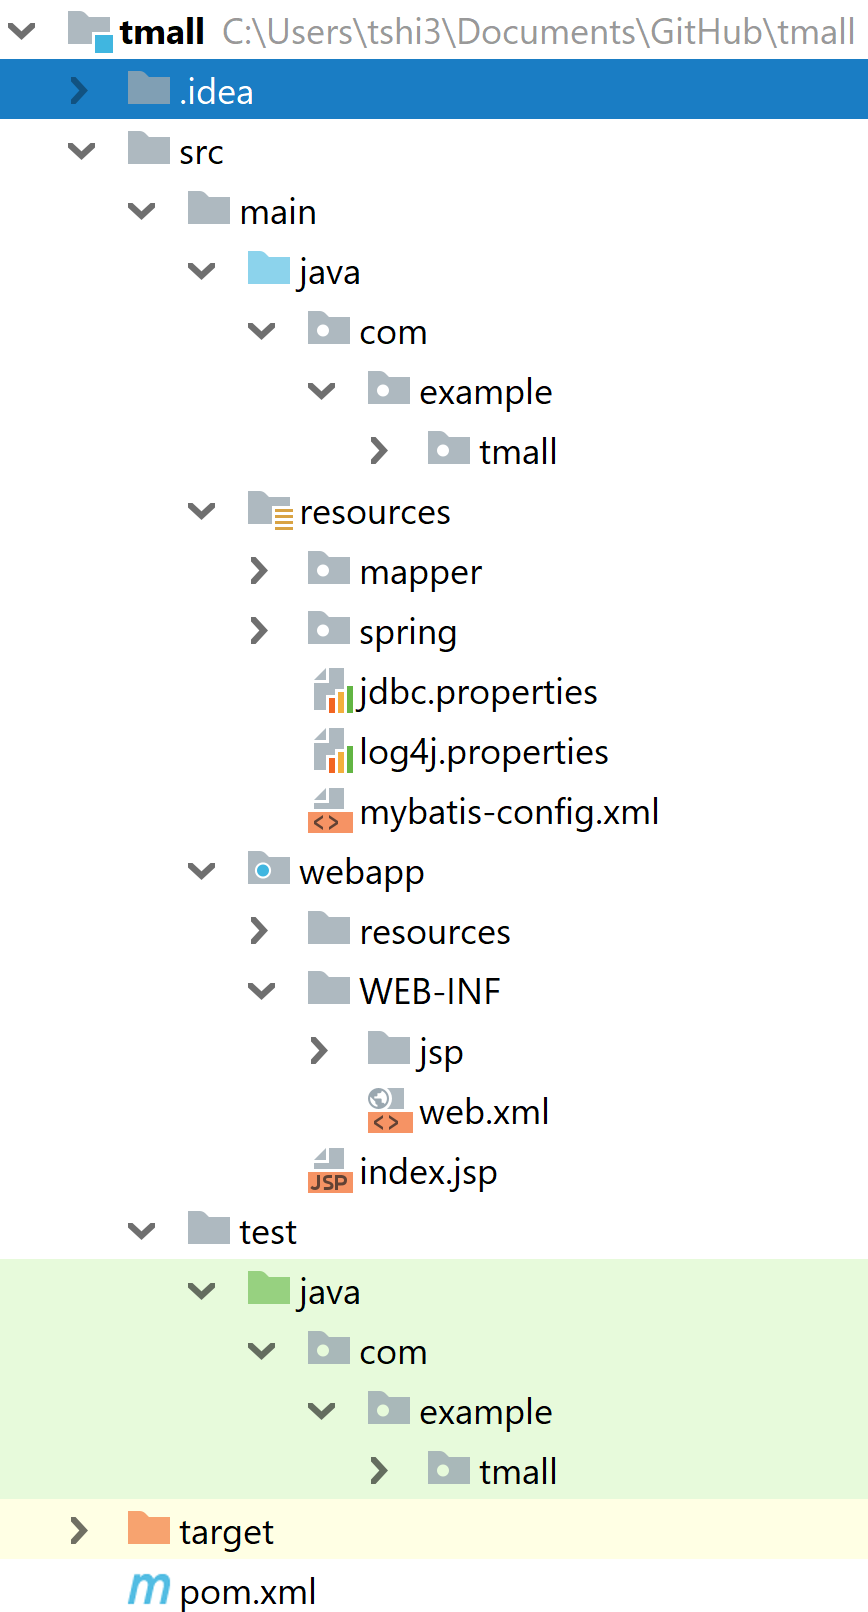 tmall C:\Users\tshi3\Documents\GitHub\tmall
.idea
src
main
java
com
example
tmall
resources
mapper
spring
jdbc.properties
log4j.properties
mybatis-config.xml
webapp
resources
WEB-INF
jsp
web.xml
JSP index.jsp
test
java
com
example
tmall
target
m pom.xml